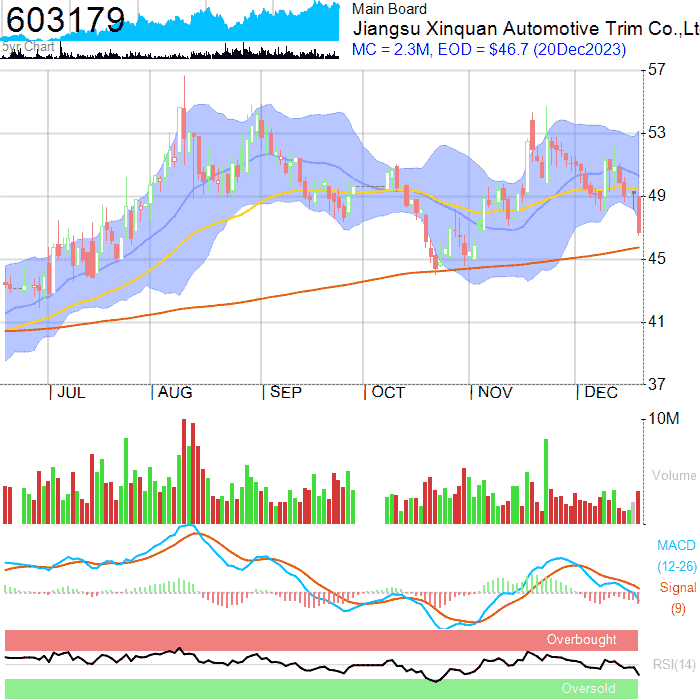 603179
Main Board
Jiangsu Xinquan Automotive Trim Co.,Lt
5yr Chart
MC = 2.3M, EOD = $46.7 (20Dec2023)
57
53
49
45
41
37
JUL AUG SEP OCT NOV DEC
10M
Volume
MACD
(12-26)
Signal
(9)
Overbought
RSI(14)
Oversold